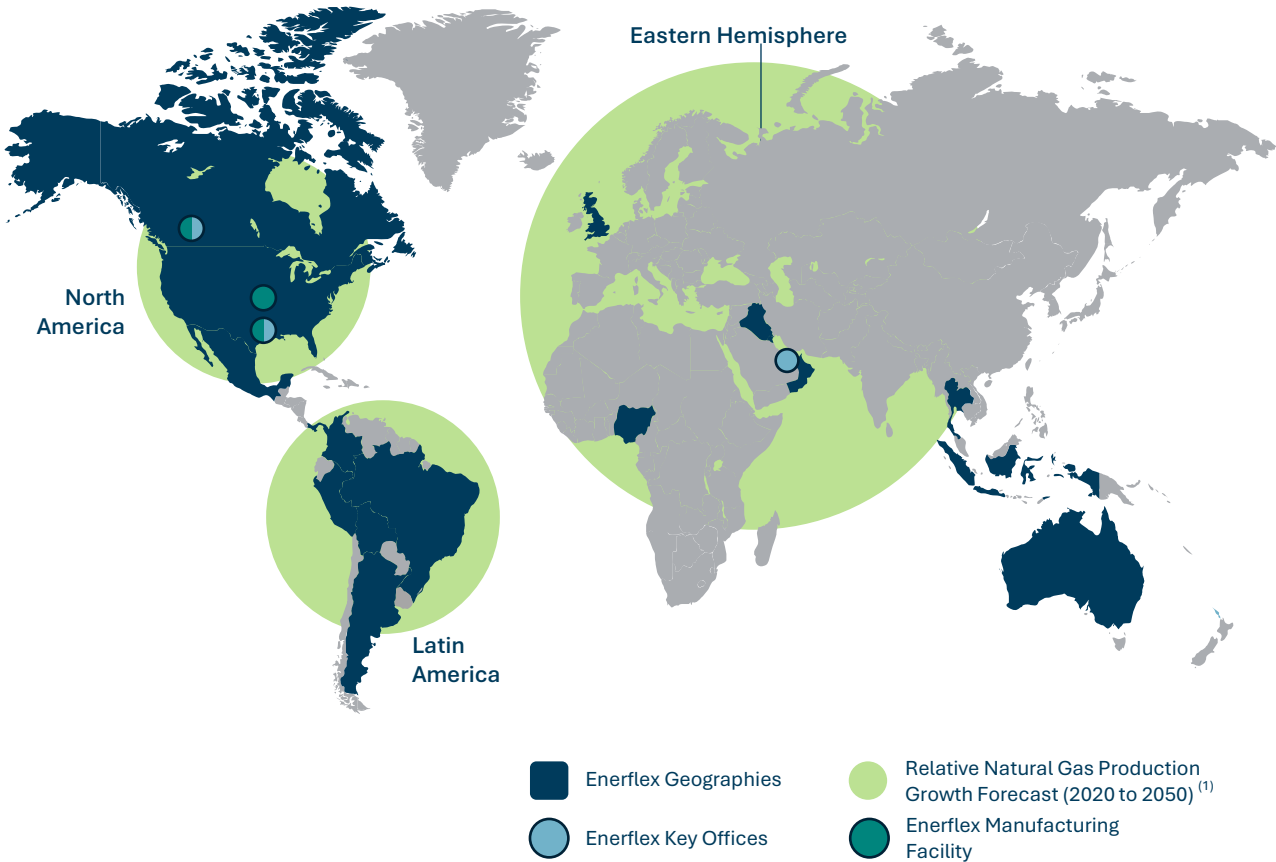 Eastern Hemisphere
North
America
Latin
America
Enerflex Geographies
Relative Natural Gas Production
Growth Forecast (2020 to 2050) (1)
Enerflex Key Offices
Enerflex Manufacturing
Facility